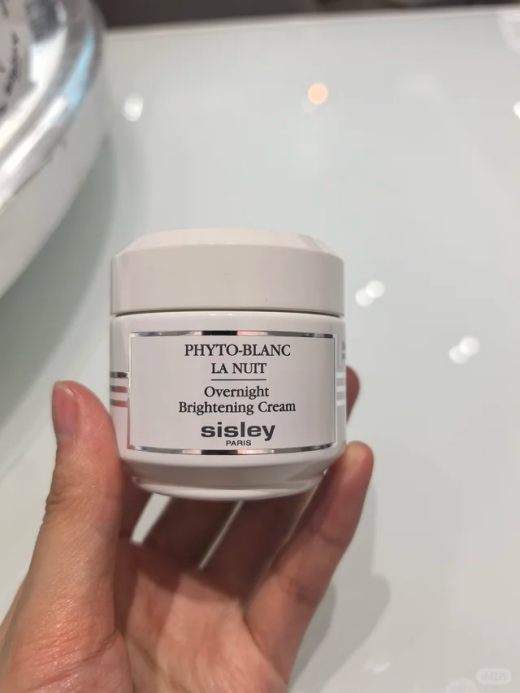 PHYTO-BLANC
LA NUIT
Overnight
Brightening Cream
sisley
PARIS